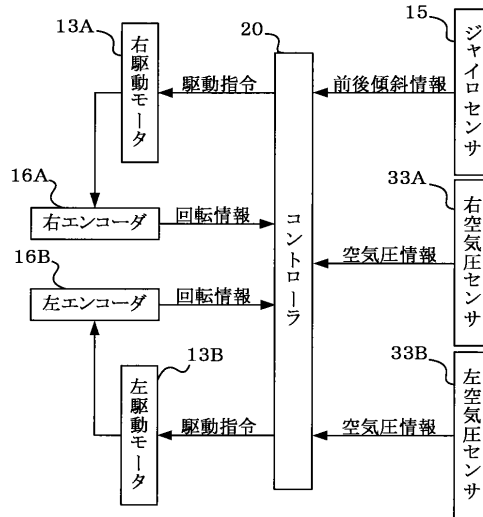 13A
右駆動モータ
駆動指令
20
コントローラ
前後傾斜情報
15
ジャイロセンサ
16A
右エンコーダ
回転情報
33A
右空気圧センサ
空気圧情報
16B
左エンコーダ
回転情報
13B
左駆動モータ
駆動指令
33B
左空気圧センサ
空気圧情報